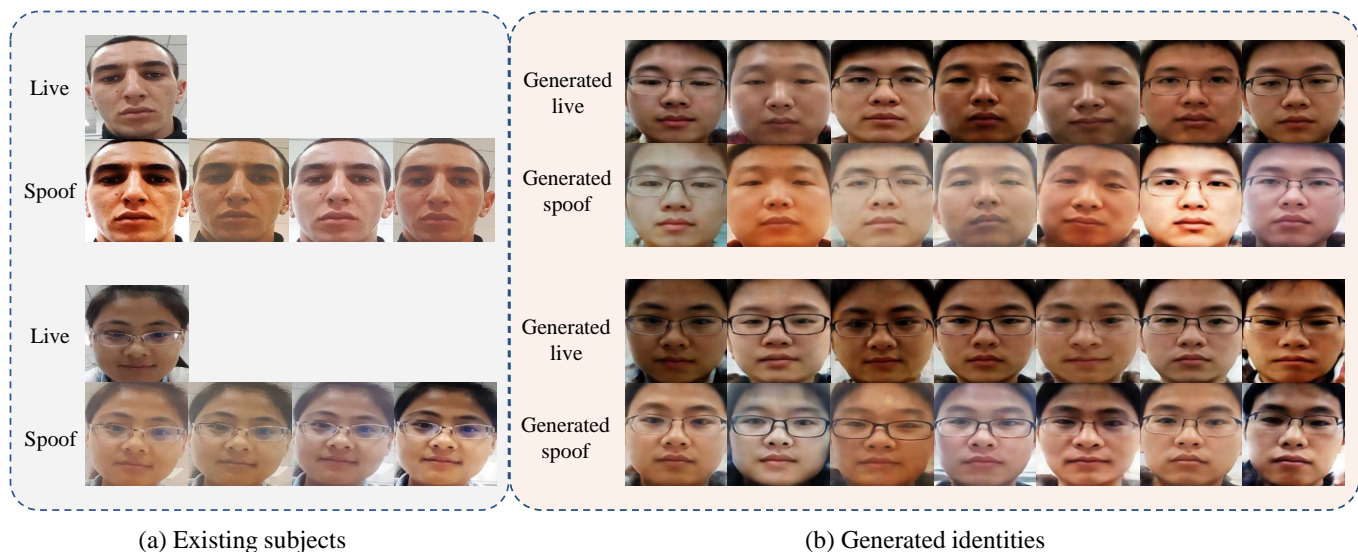 Live
Spoof
Live
Spoof
(a) Existing subjects
Generated
live
Generated
spoof
Generated
live
Generated
spoof
(b) Generated identities